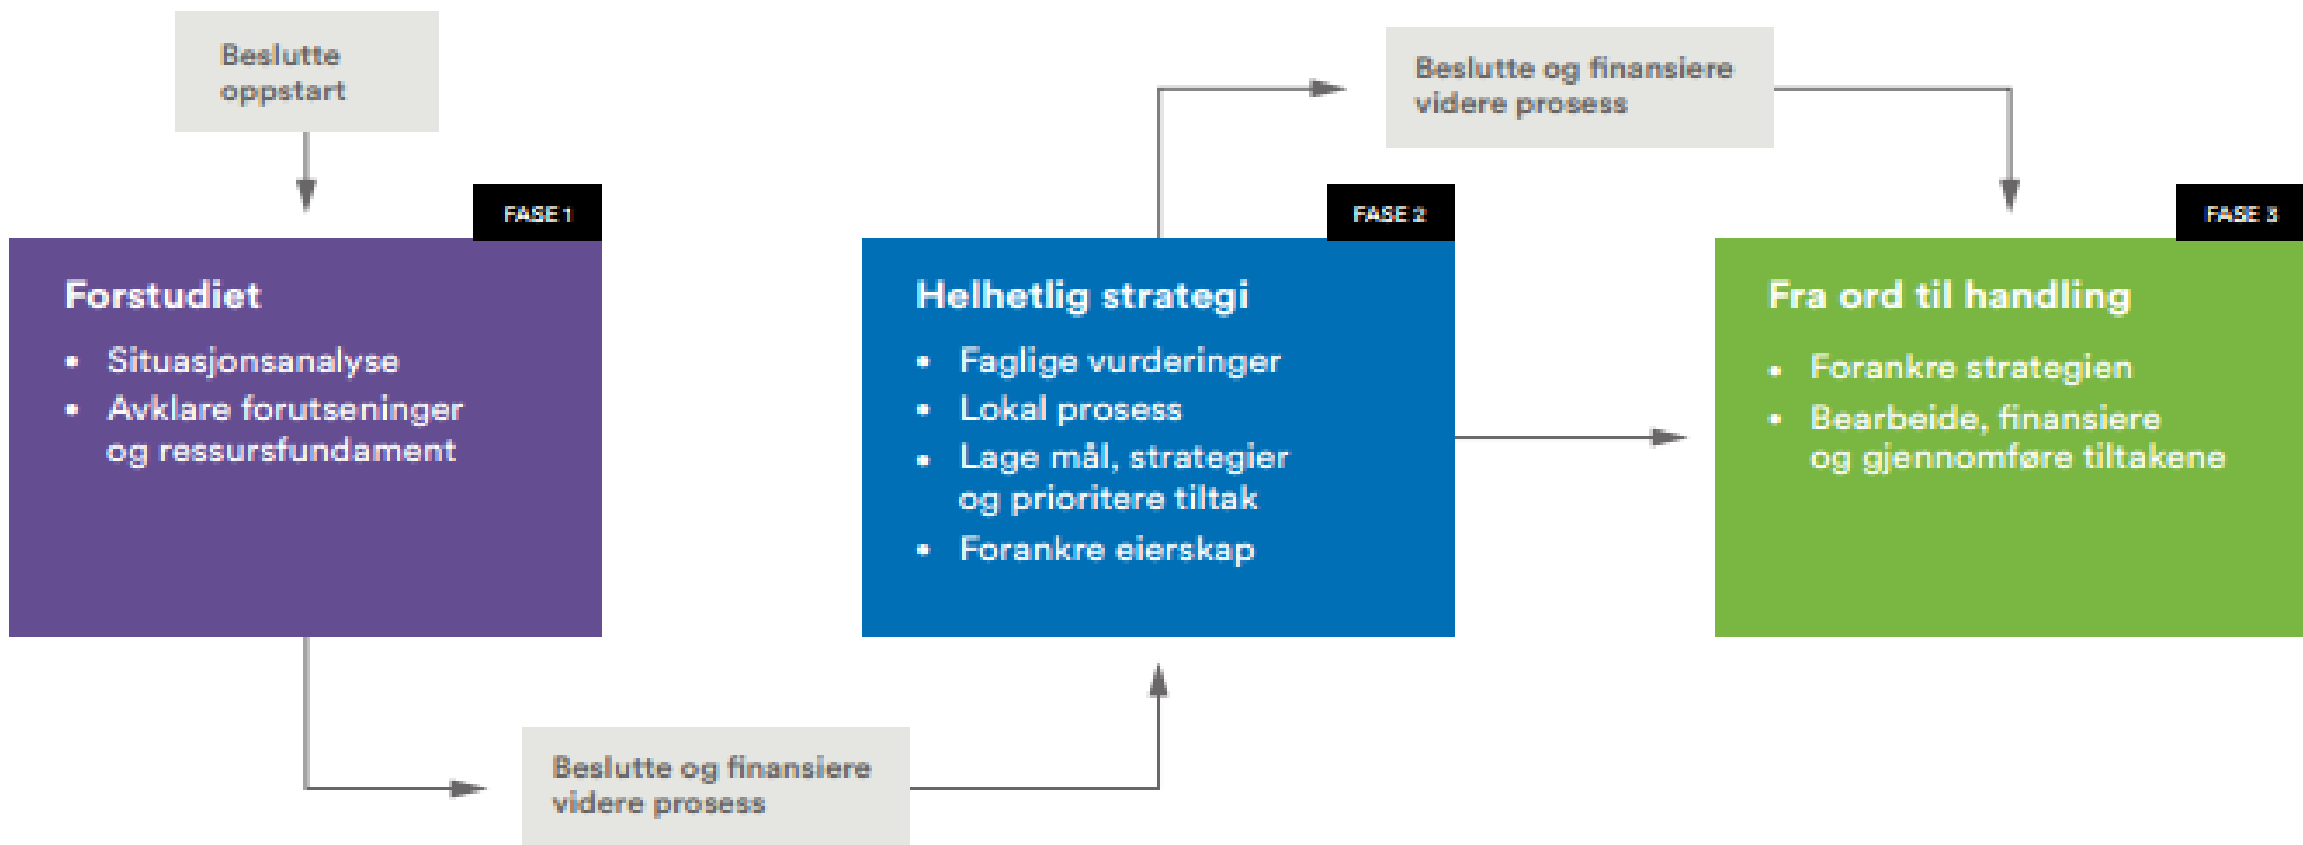 Beslutte
oppstart
FASE 1
Forstudiet
• Situasjonsanalyse
• Avklare forutseninger
og ressursfundament
Beslutte og finansiere
videre prosess
FASE 2
Helhetlig strategi
• Faglige vurderinger
• Lokal prosess
• Lage mål, strategier
og prioritere tiltak
• Forankre eierskap
Beslutte og finansiere
videre prosess
FASE 3
Fra ord til handling
• Forankre strategien
• Bearbeide, finansiere
og gjennomføre tiltakene